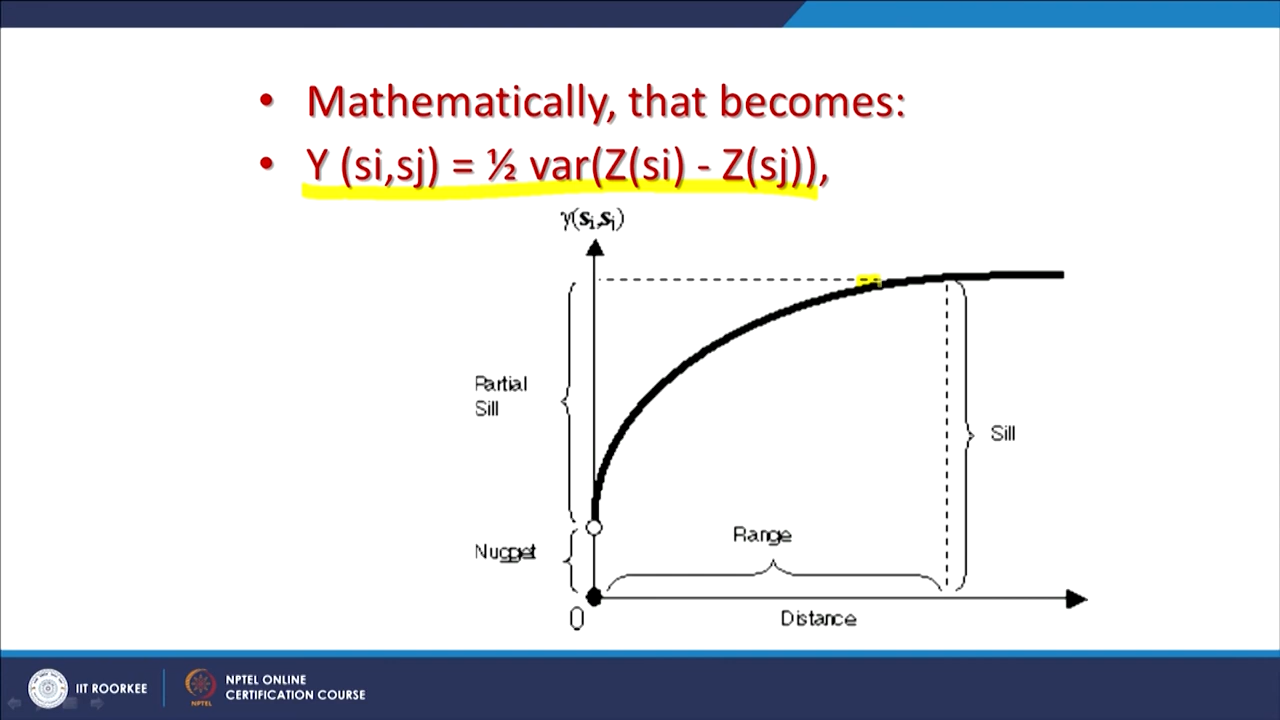 • Mathematically, that becomes:
• Y (si,sj) = ½ var(Z(si) - Z(sj)),
γ(si,sj)
Partial
Sill
Sill
Nugget
Range
0
Distance
IIT ROORKEE
NPTEL
NPTEL ONLINE
CERTIFICATION COURSE